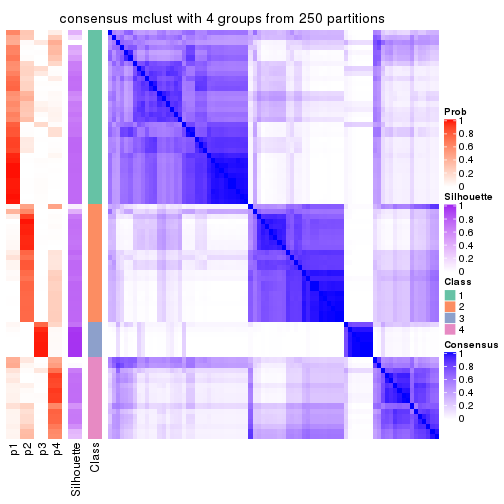 consensus mclust with 4 groups from 250 partitions
Prob
1
0.8
0.6
0.4
0.2
0
Silhouette
1
0.8
0.6
0.4
0.2
0
Class
1
2
3
4
Consensus
1
0.8
0.6
0.4
0.2
0
p1
p2
p3
p4
Silhouette
Class